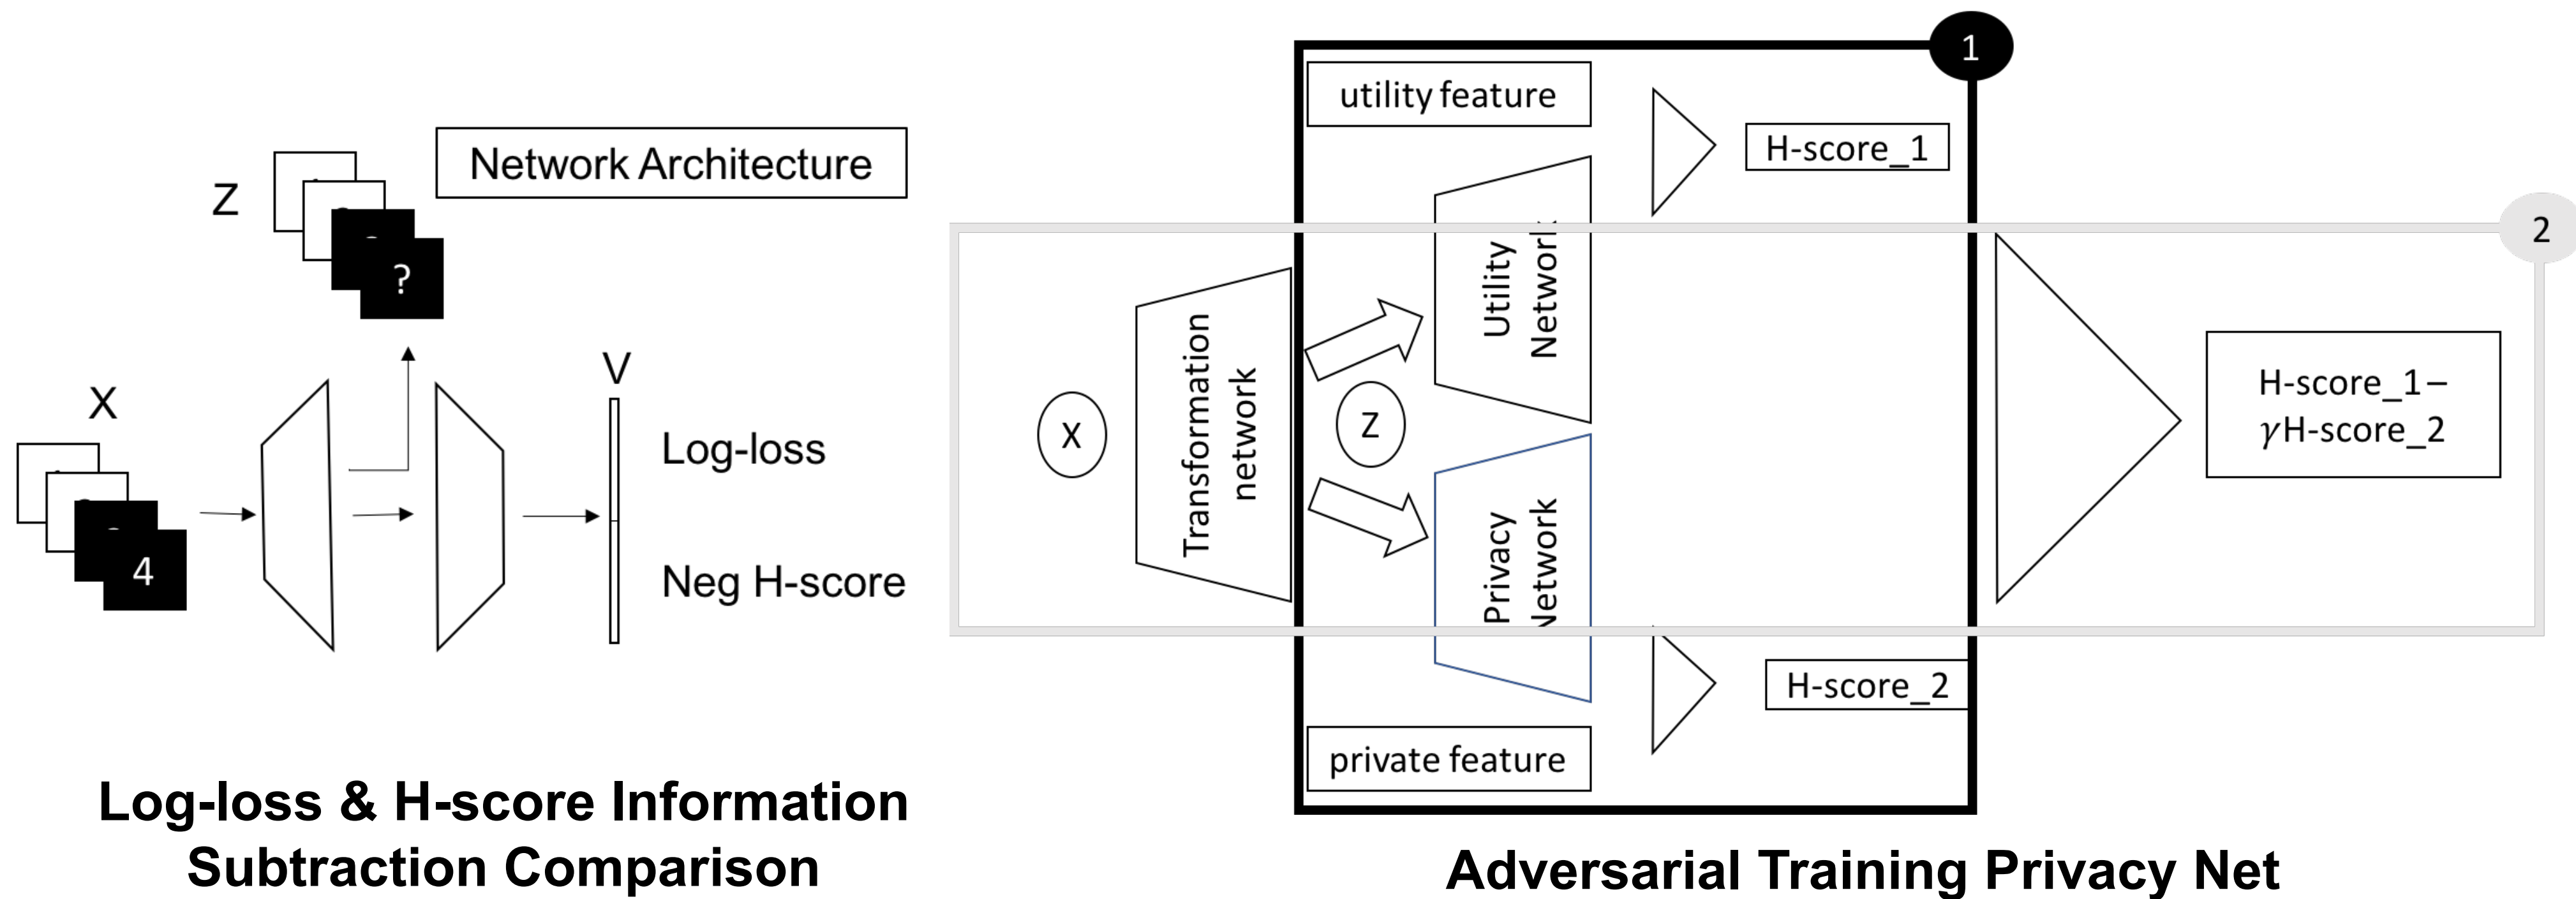 Network Architecture
Z
?
X
4
V
Log-loss
Neg H-score
Log-loss & H-score Information
Subtraction Comparison
1
utility feature
H-score_1
2
Utility
Network
Transformation
network
X
Z
H-score_1–
γH-score_2
Privacy
Network
H-score_2
private feature
Adversarial Training Privacy Net